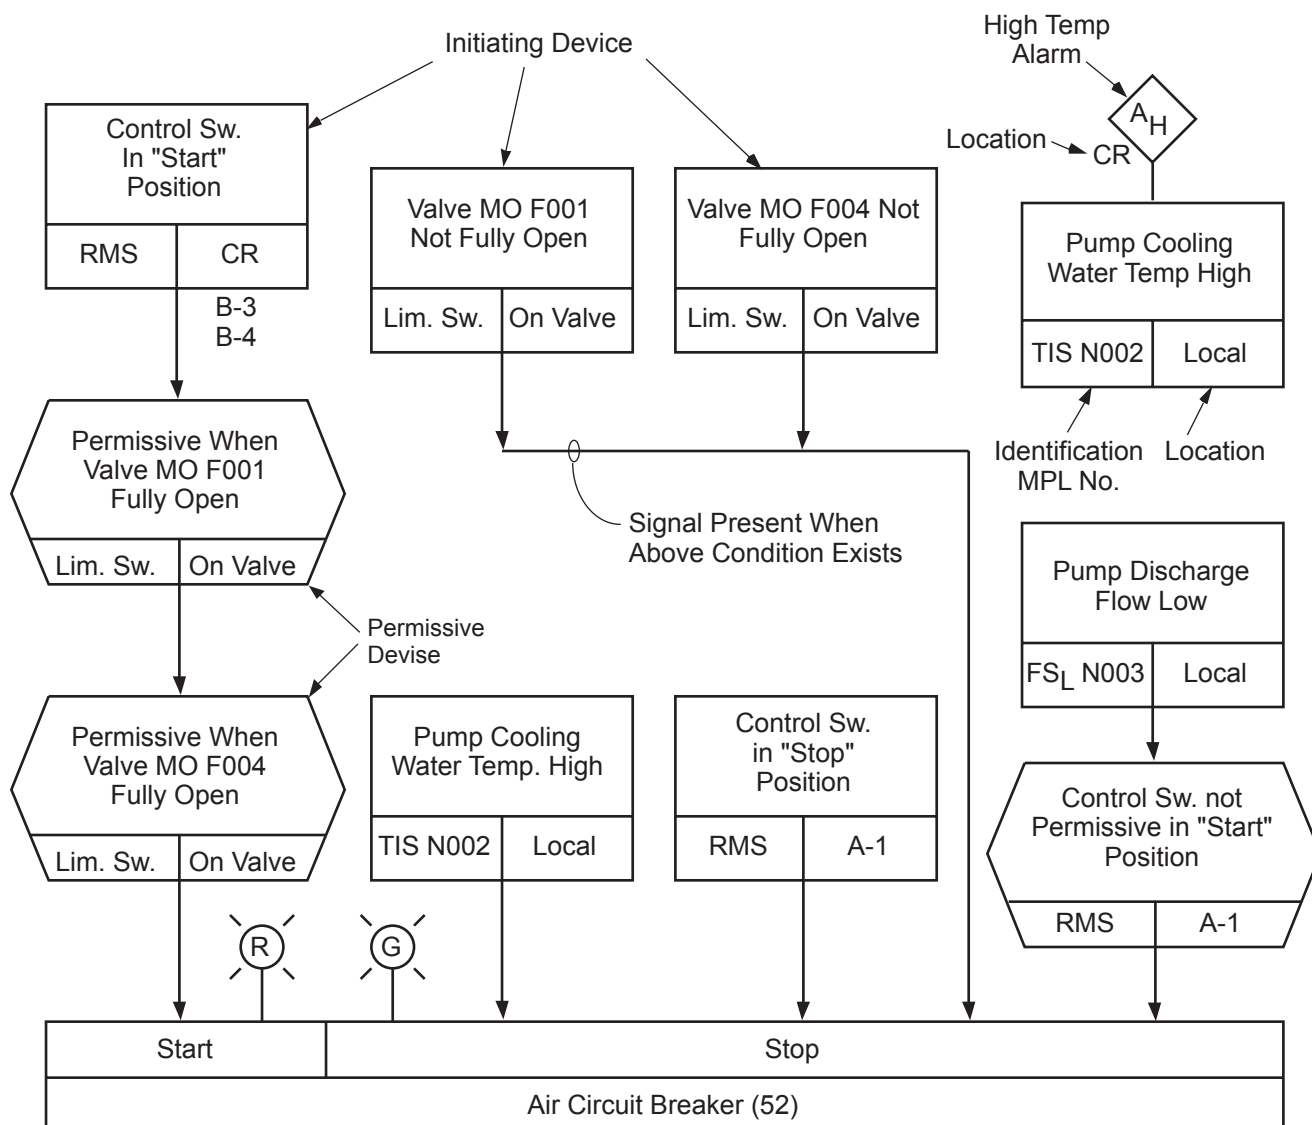 Initiating Device
High Temp
Alarm
A H
Location
CR
Control Sw.
In "Start"
Position
RMS
CR
B-3
B-4
Valve MO F001
Not Fully Open
Lim. Sw.
On Valve
Valve MO F004 Not
Fully Open
Lim. Sw.
On Valve
Pump Cooling
Water Temp High
TIS N002
Local
Identification
MPL No.
Location
Permissive When
Valve MO F001
Fully Open
Lim. Sw.
On Valve
Signal Present When
Above Condition Exists
Permissive
Devise
Pump Discharge
Flow Low
FSL N003
Local
Permissive When
Valve MO F004
Fully Open
Lim. Sw.
On Valve
Pump Cooling
Water Temp. High
TIS N002
Local
Control Sw.
in "Stop"
Position
RMS
A-1
Control Sw. not
Permissive in "Start"
Position
RMS
A-1
R
G
Start
Stop
Air Circuit Breaker (52)